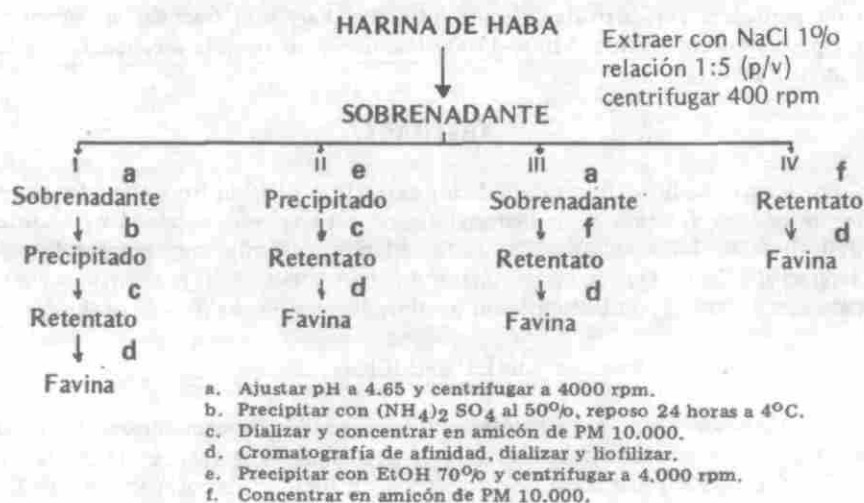 HARINA DE HABA
Extraer con NaCl 1%
relación 1:5 (p/v)
centrifugar 400 rpm
SOBRENADANTE
I a II e III a IV f
Sobrenadante Precipitado Sobrenadante Retentato
b c f d
Precipitado Retentato Retentato Favina
c d d
Retentato Favina Favina
d
Favina
a. Ajustar pH a 4.65 y centrifugar a 4000 rpm.
b. Precipitar con (NH4)2 SO4 al 50%, reposo 24 horas a 4ºC.
c. Dializar y concentrar en amicón de PM 10.000.
d. Cromatografía de afinidad, dializar y liofilizar.
e. Precipitar con EtOH 70% y centrifugar a 4.000 rpm.
f. Concentrar en amicón de PM 10.000.